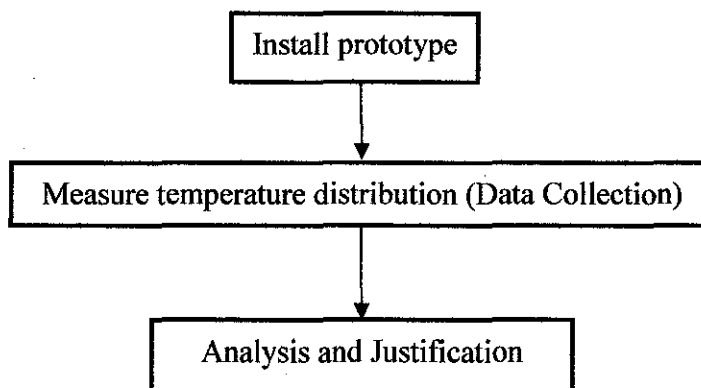 Install prototype
Measure temperature distribution (Data Collection)
Analysis and Justification